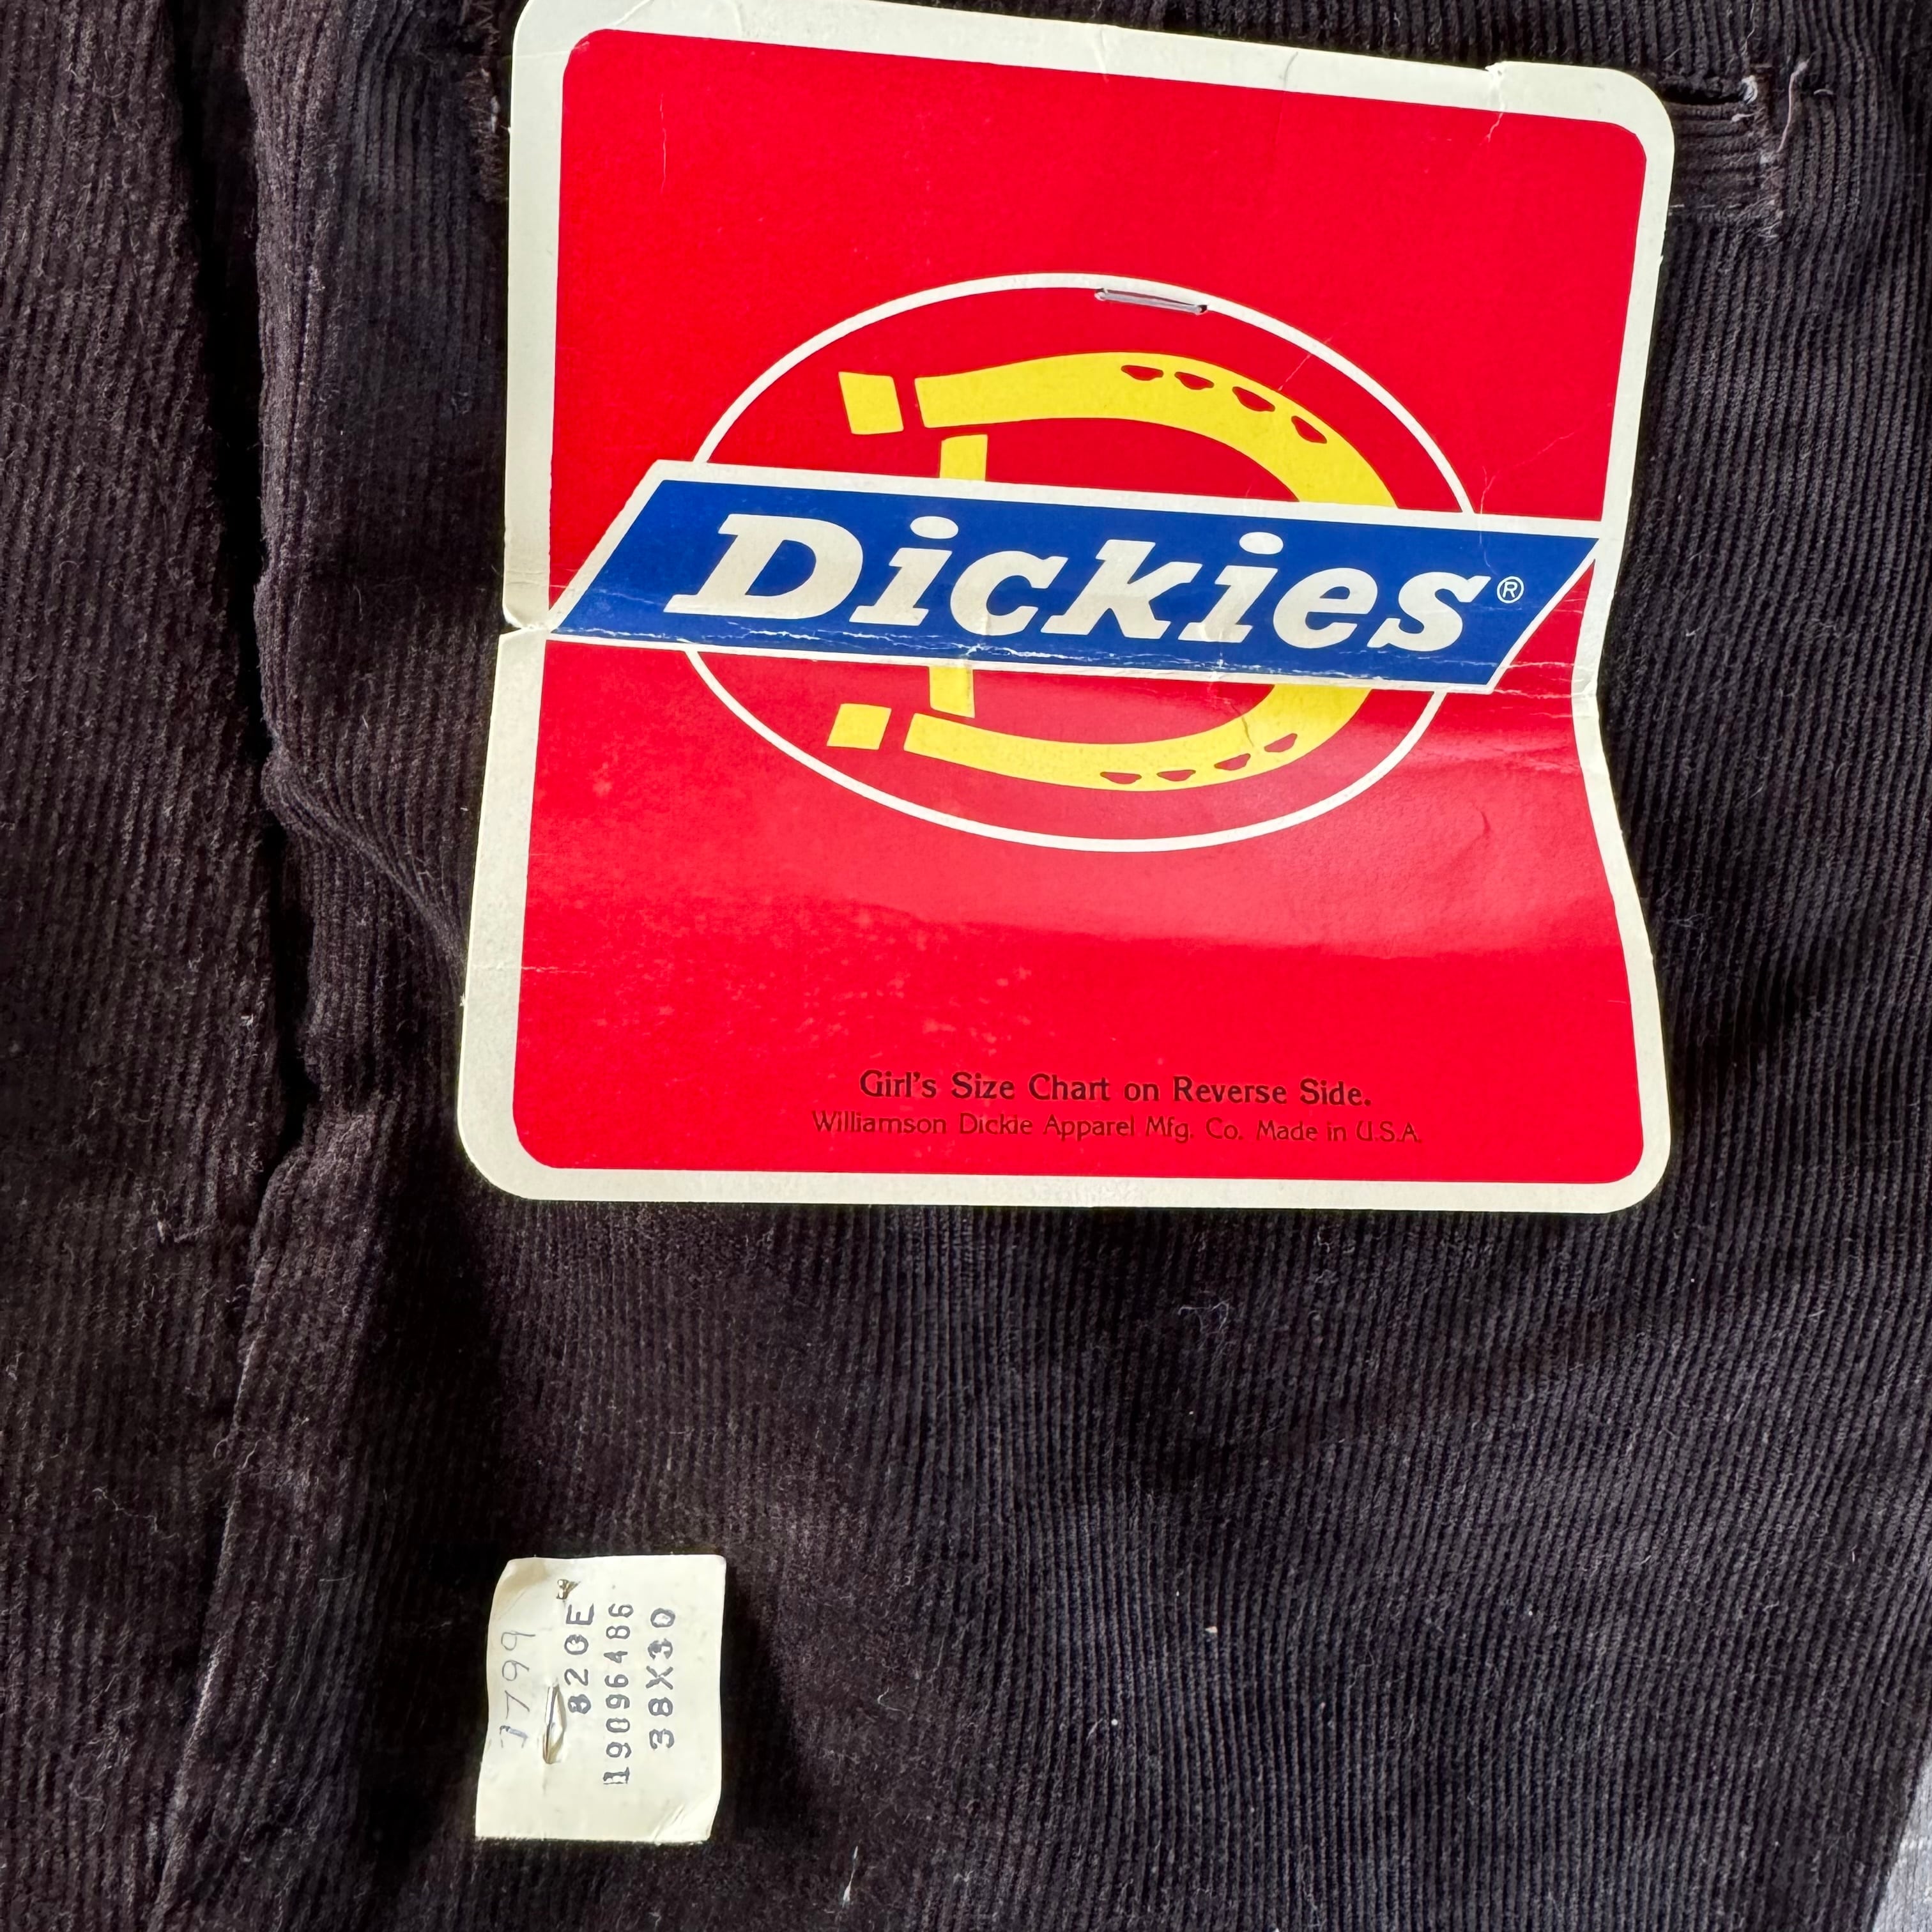 Dickies®
Girl's Size Chart on Reverse Side.
Williamson Dickie Apparel Mfg. Co. Made in U.S.A.
1799
820E
19096486
38X30